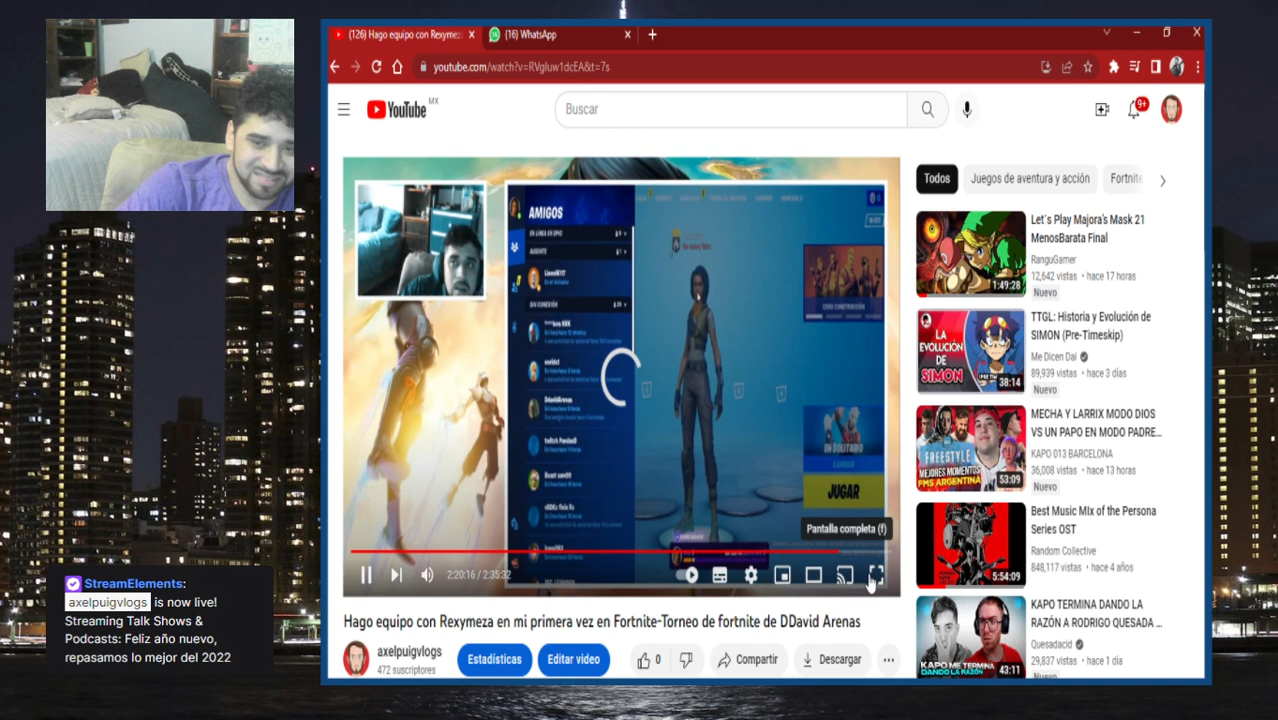 (126) Hago equipo con Rexymez
(16) WhatsApp
youtube.com/watch?v=RVgluw1dcEA&t=7s
YouTube MX
Buscar
9+
AMIGOS
JUGAR
Pantalla completa (f)
2:20:16 / 2:35:32
Hago equipo con Rexymeza en mi primera vez en Fortnite-Torneo de fortnite de DDavid Arenas
axelpuigvlogs
472 suscriptores
Estadísticas
Editar video
0
Compartir
Descargar
Todos
Juegos de aventura y acción
Fortnite
1:49:28
Let´s Play Majora's Mask 21
MenosBarata Final
RanguGamer
12,642 vistas • hace 17 horas
Nuevo
LA
EVOLUCIÓN
DE
SIMON
38:14
TTGL: Historia y Evolución de
SIMON (Pre-Timeskip)
Me Dicen Dai
89,939 vistas • hace 3 días
Nuevo
FREESTYLE
MEJORES MOMENTOS
FMS ARGENTINA
53:09
MECHA Y LARRIX MODO DIOS
VS UN PAPO EN MODO PADRE...
KAPO 013 BARCELONA
36,008 vistas • hace 13 horas
Nuevo
5:54:09
Best Music MIx of the Persona
Series OST
Random Collective
848,117 vistas • hace 4 años
KAPO TERMINA
DANDO LA RAZÓN
43:11
KAPO TERMINA DANDO LA
RAZÓN A RODRIGO QUESADA ...
Quesadacid
29,837 vistas • hace 1 día
Nuevo
StreamElements:
axelpuigvlogs is now live!
Streaming Talk Shows &
Podcasts: Feliz año nuevo,
repasamos lo mejor del 2022